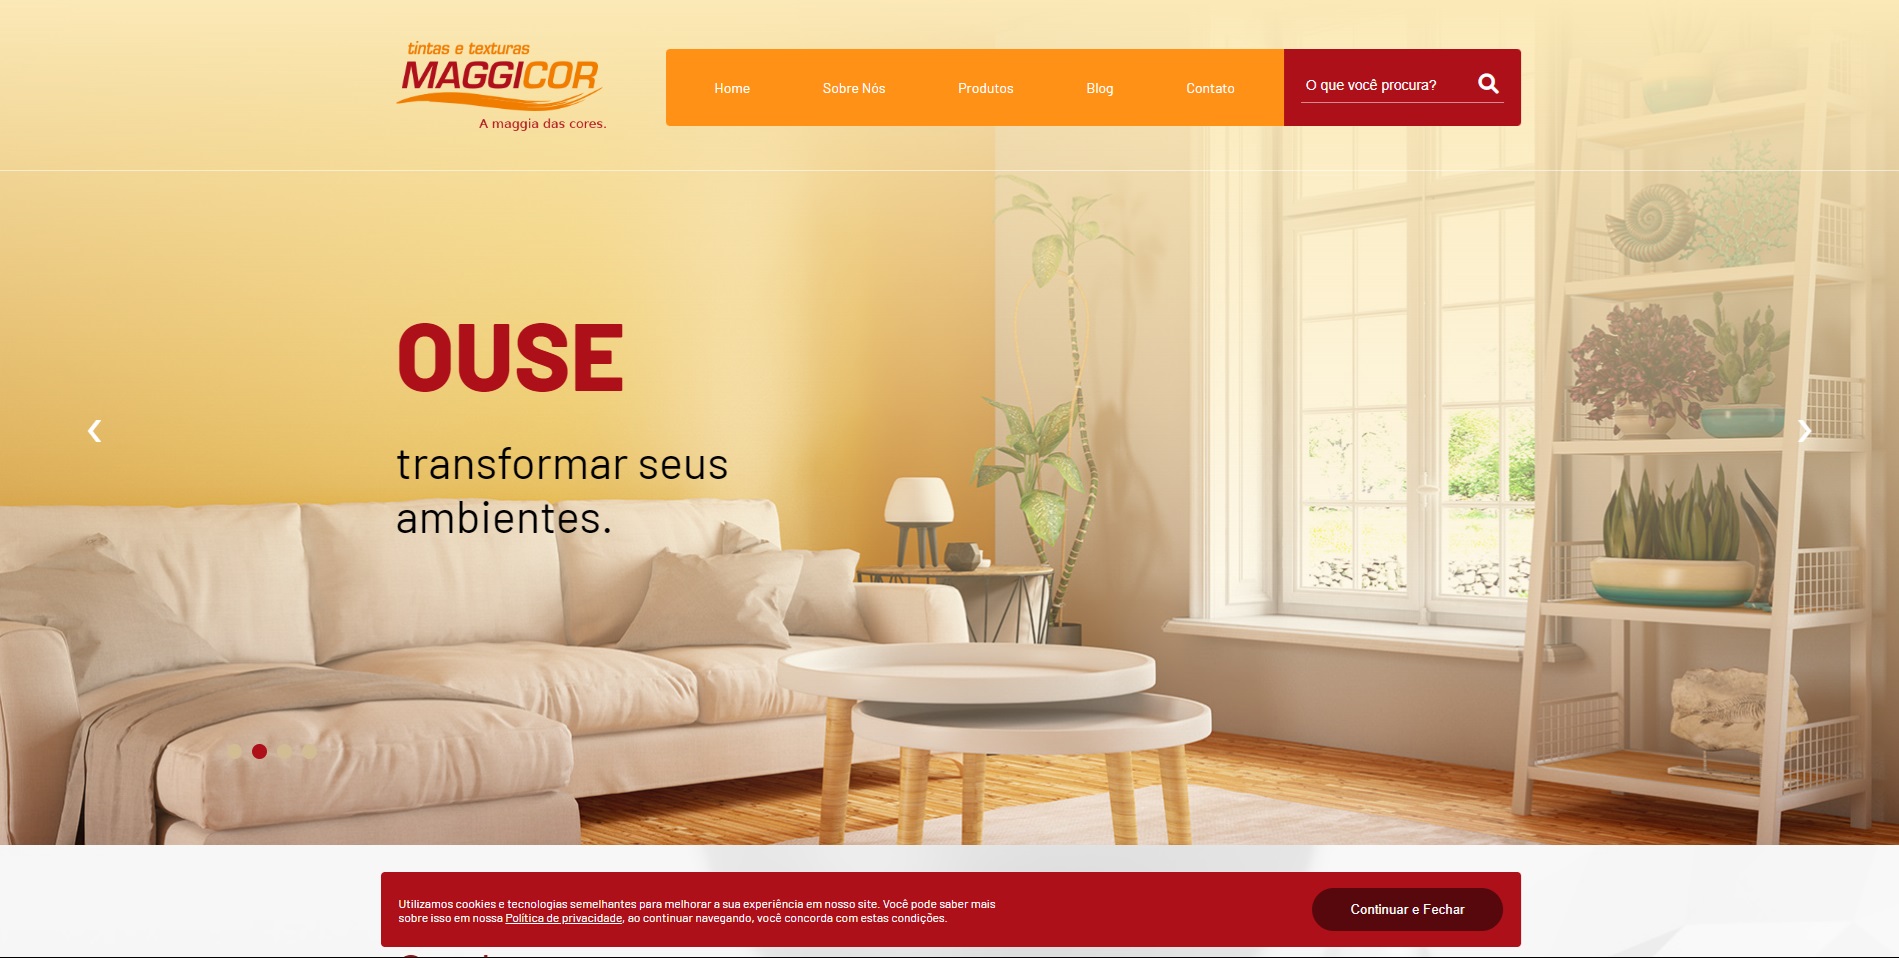 tintas e texturas
MAGGICOR
A maggia das cores.
Home
Sobre Nós
Produtos
Blog
Contato
O que você procura?
OUSE
transformar seus
ambientes.
Utilizamos cookies e tecnologias semelhantes para melhorar a sua experiência em nosso site. Você pode saber mais
sobre isso em nossa Política de privacidade, ao continuar navegando, você concorda com estas condições.
Continuar e Fechar